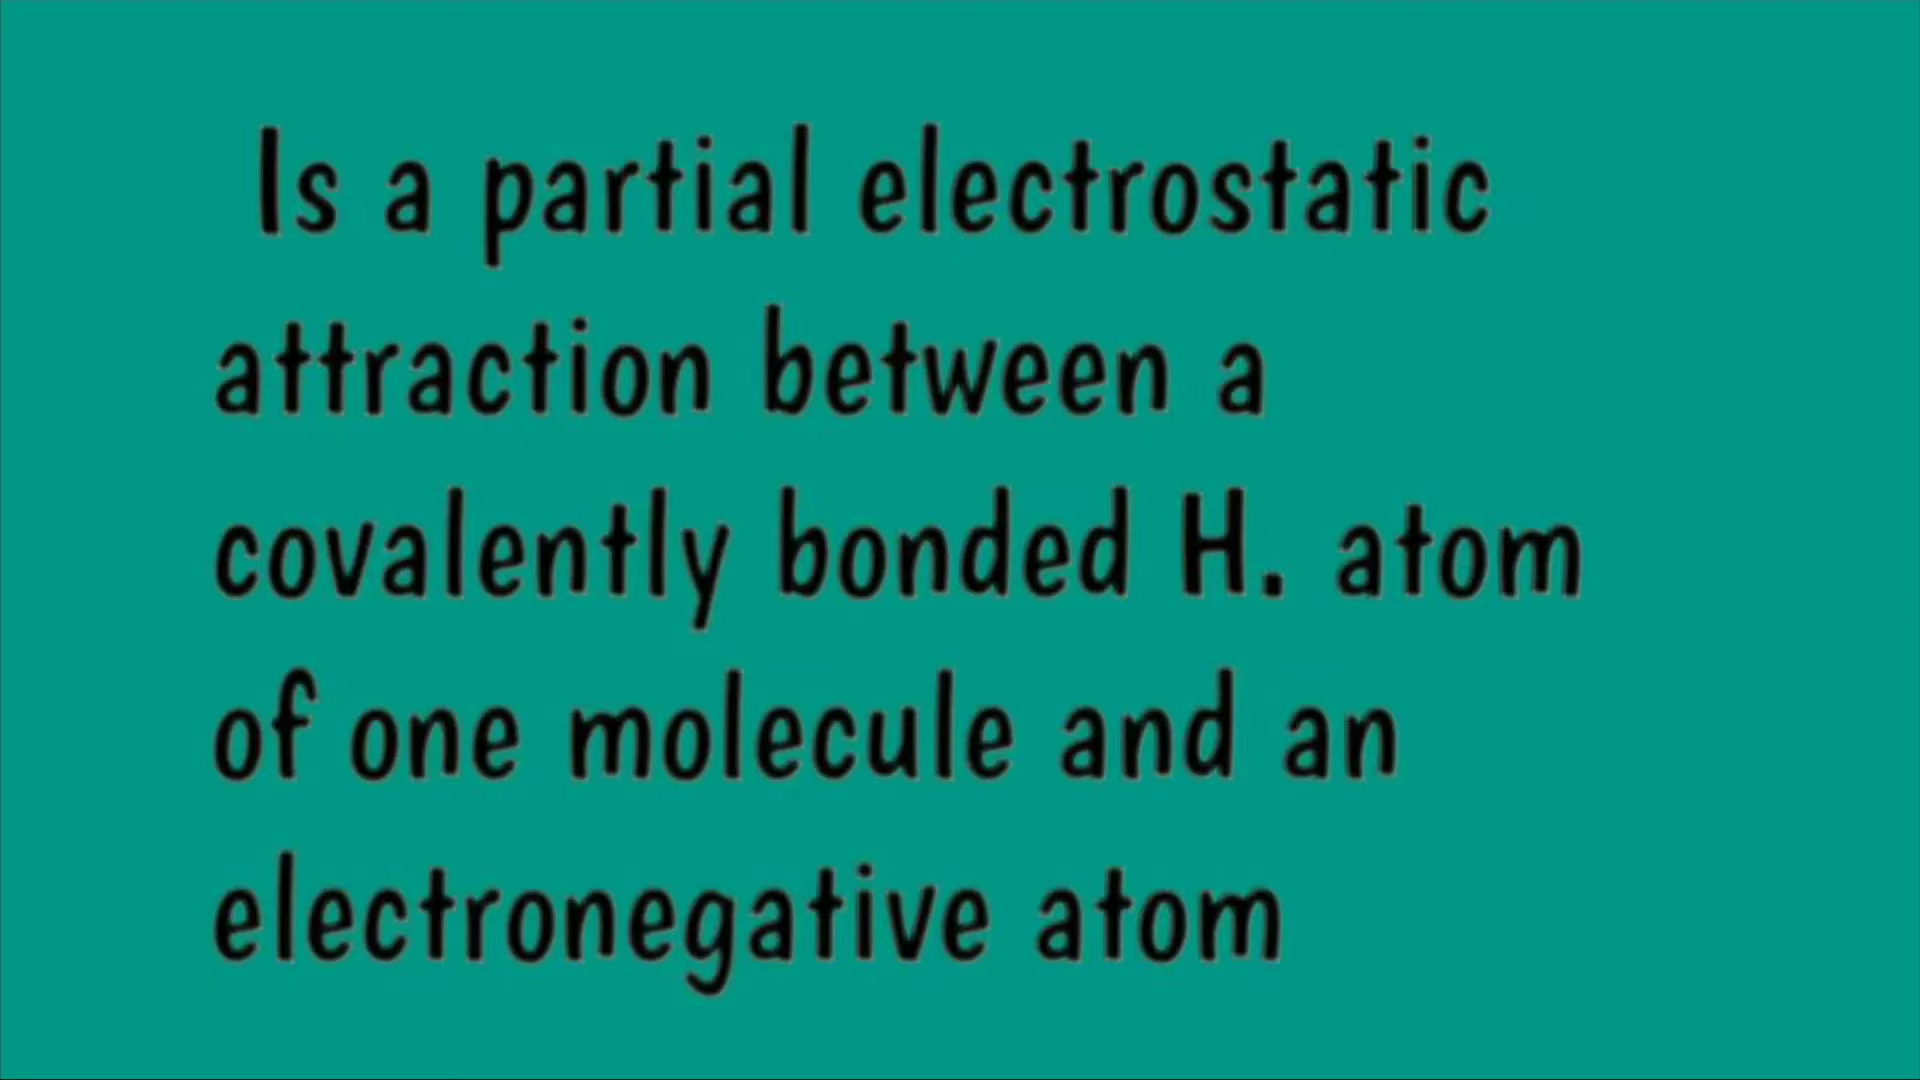 Is a partial electrostatic
attraction between a
covalently bonded H. atom
of one molecule and an
electronegative atom